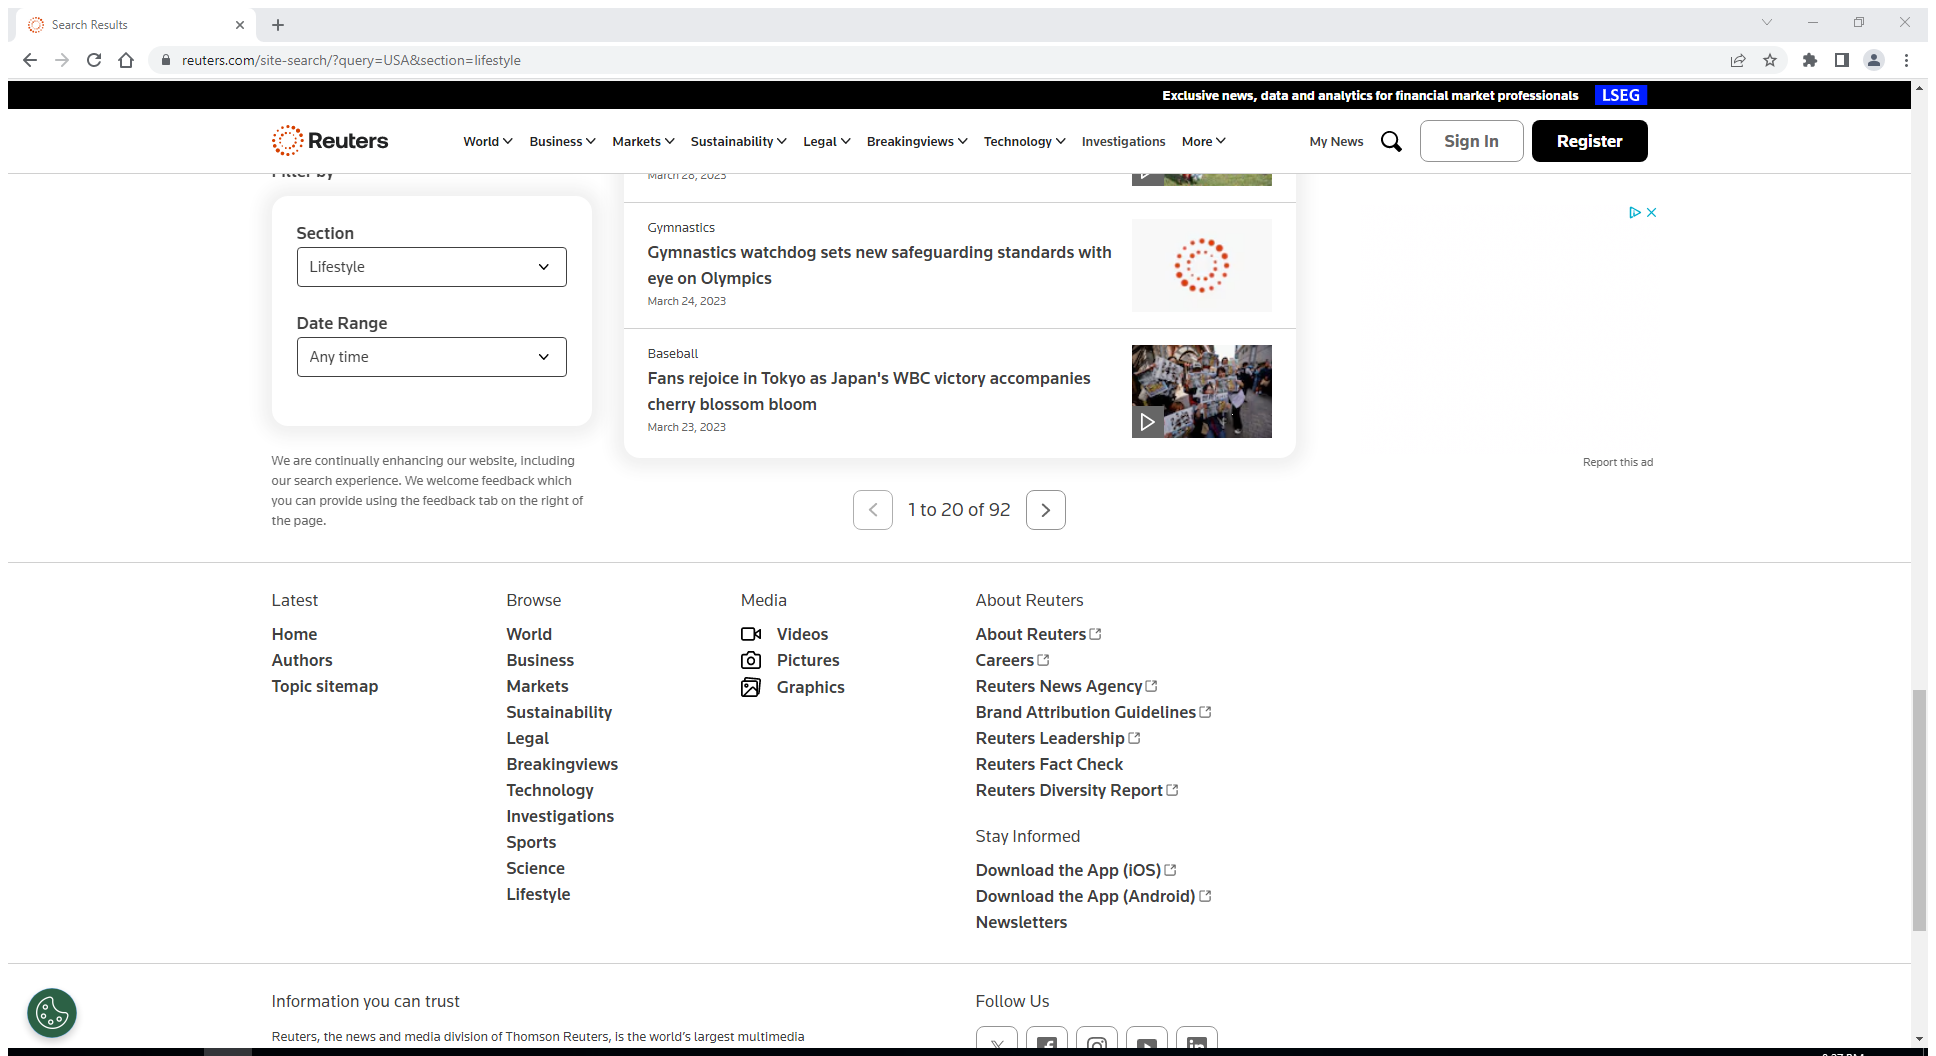 Search Results
reuters.com/site-search/?query=USA&section=lifestyle
Exclusive news, data and analytics for financial market professionals LSEG
Reuters World Business Markets Sustainability Legal Breakingviews Technology Investigations More My News Sign In Register
Filter by
Section
Lifestyle
Date Range
Any time
We are continually enhancing our website, including
our search experience. We welcome feedback which
you can provide using the feedback tab on the right of
the page.
March 28, 2023
Gymnastics
Gymnastics watchdog sets new safeguarding standards with
eye on Olympics
March 24, 2023
Baseball
Fans rejoice in Tokyo as Japan's WBC victory accompanies
cherry blossom bloom
March 23, 2023
1 to 20 of 92
Report this ad
Latest
Home
Authors
Topic sitemap
Browse
World
Business
Markets
Sustainability
Legal
Breakingviews
Technology
Investigations
Sports
Science
Lifestyle
Media
Videos
Pictures
Graphics
About Reuters
About Reuters
Careers
Reuters News Agency
Brand Attribution Guidelines
Reuters Leadership
Reuters Fact Check
Reuters Diversity Report
Stay Informed
Download the App (iOS)
Download the App (Android)
Newsletters
Information you can trust
Reuters, the news and media division of Thomson Reuters, is the world's largest multimedia
Follow Us